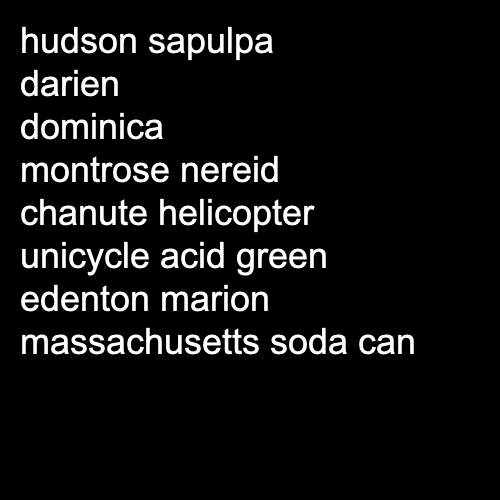 hudson sapulpa
darien
dominica
montrose nereid
chanute helicopter
unicycle acid green
edenton marion
massachusetts soda can